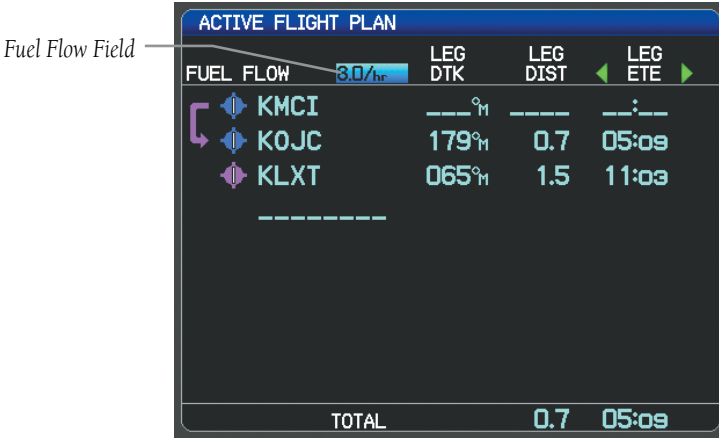 ACTIVE FLIGHT PLAN
Fuel Flow Field
FUEL FLOW 3.0/hr LEG DTK LEG DIST LEG ETE
KMCI ___°M ____ __:__
KOJC 179°M 0.7 05:09
KLXT 065°M 1.5 11:03
________
TOTAL 0.7 05:09